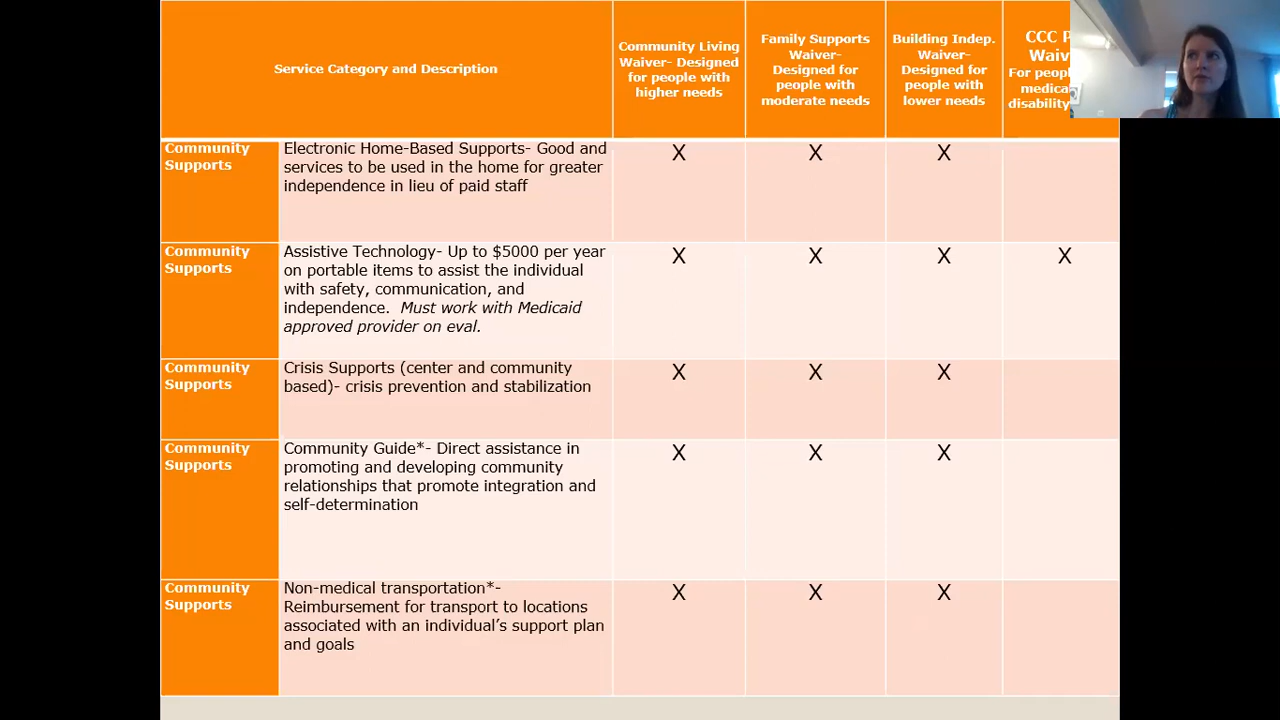 Service Category and Description
Community Living
Waiver- Designed
for people with
higher needs
Family Supports
Waiver-
Designed for
people with
moderate needs
Building Indep.
Waiver-
Designed for
people with
lower needs
CCC
For
disability
Community
Supports
Electronic Home-Based Supports- Good and
services to be used in the home for greater
independence in lieu of paid staff
X X X
Community
Supports
Assistive Technology- Up to $5000 per year
on portable items to assist the individual
with safety, communication, and
independence. Must work with Medicaid
approved provider on eval.
X X X X
Community
Supports
Crisis Supports (center and community
based)- crisis prevention and stabilization
X X X
Community
Supports
Community Guide*- Direct assistance in
promoting and developing community
relationships that promote integration and
self-determination
X X X
Community
Supports
Non-medical transportation*-
Reimbursement for transport to locations
associated with an individual's support plan
and goals
X X X